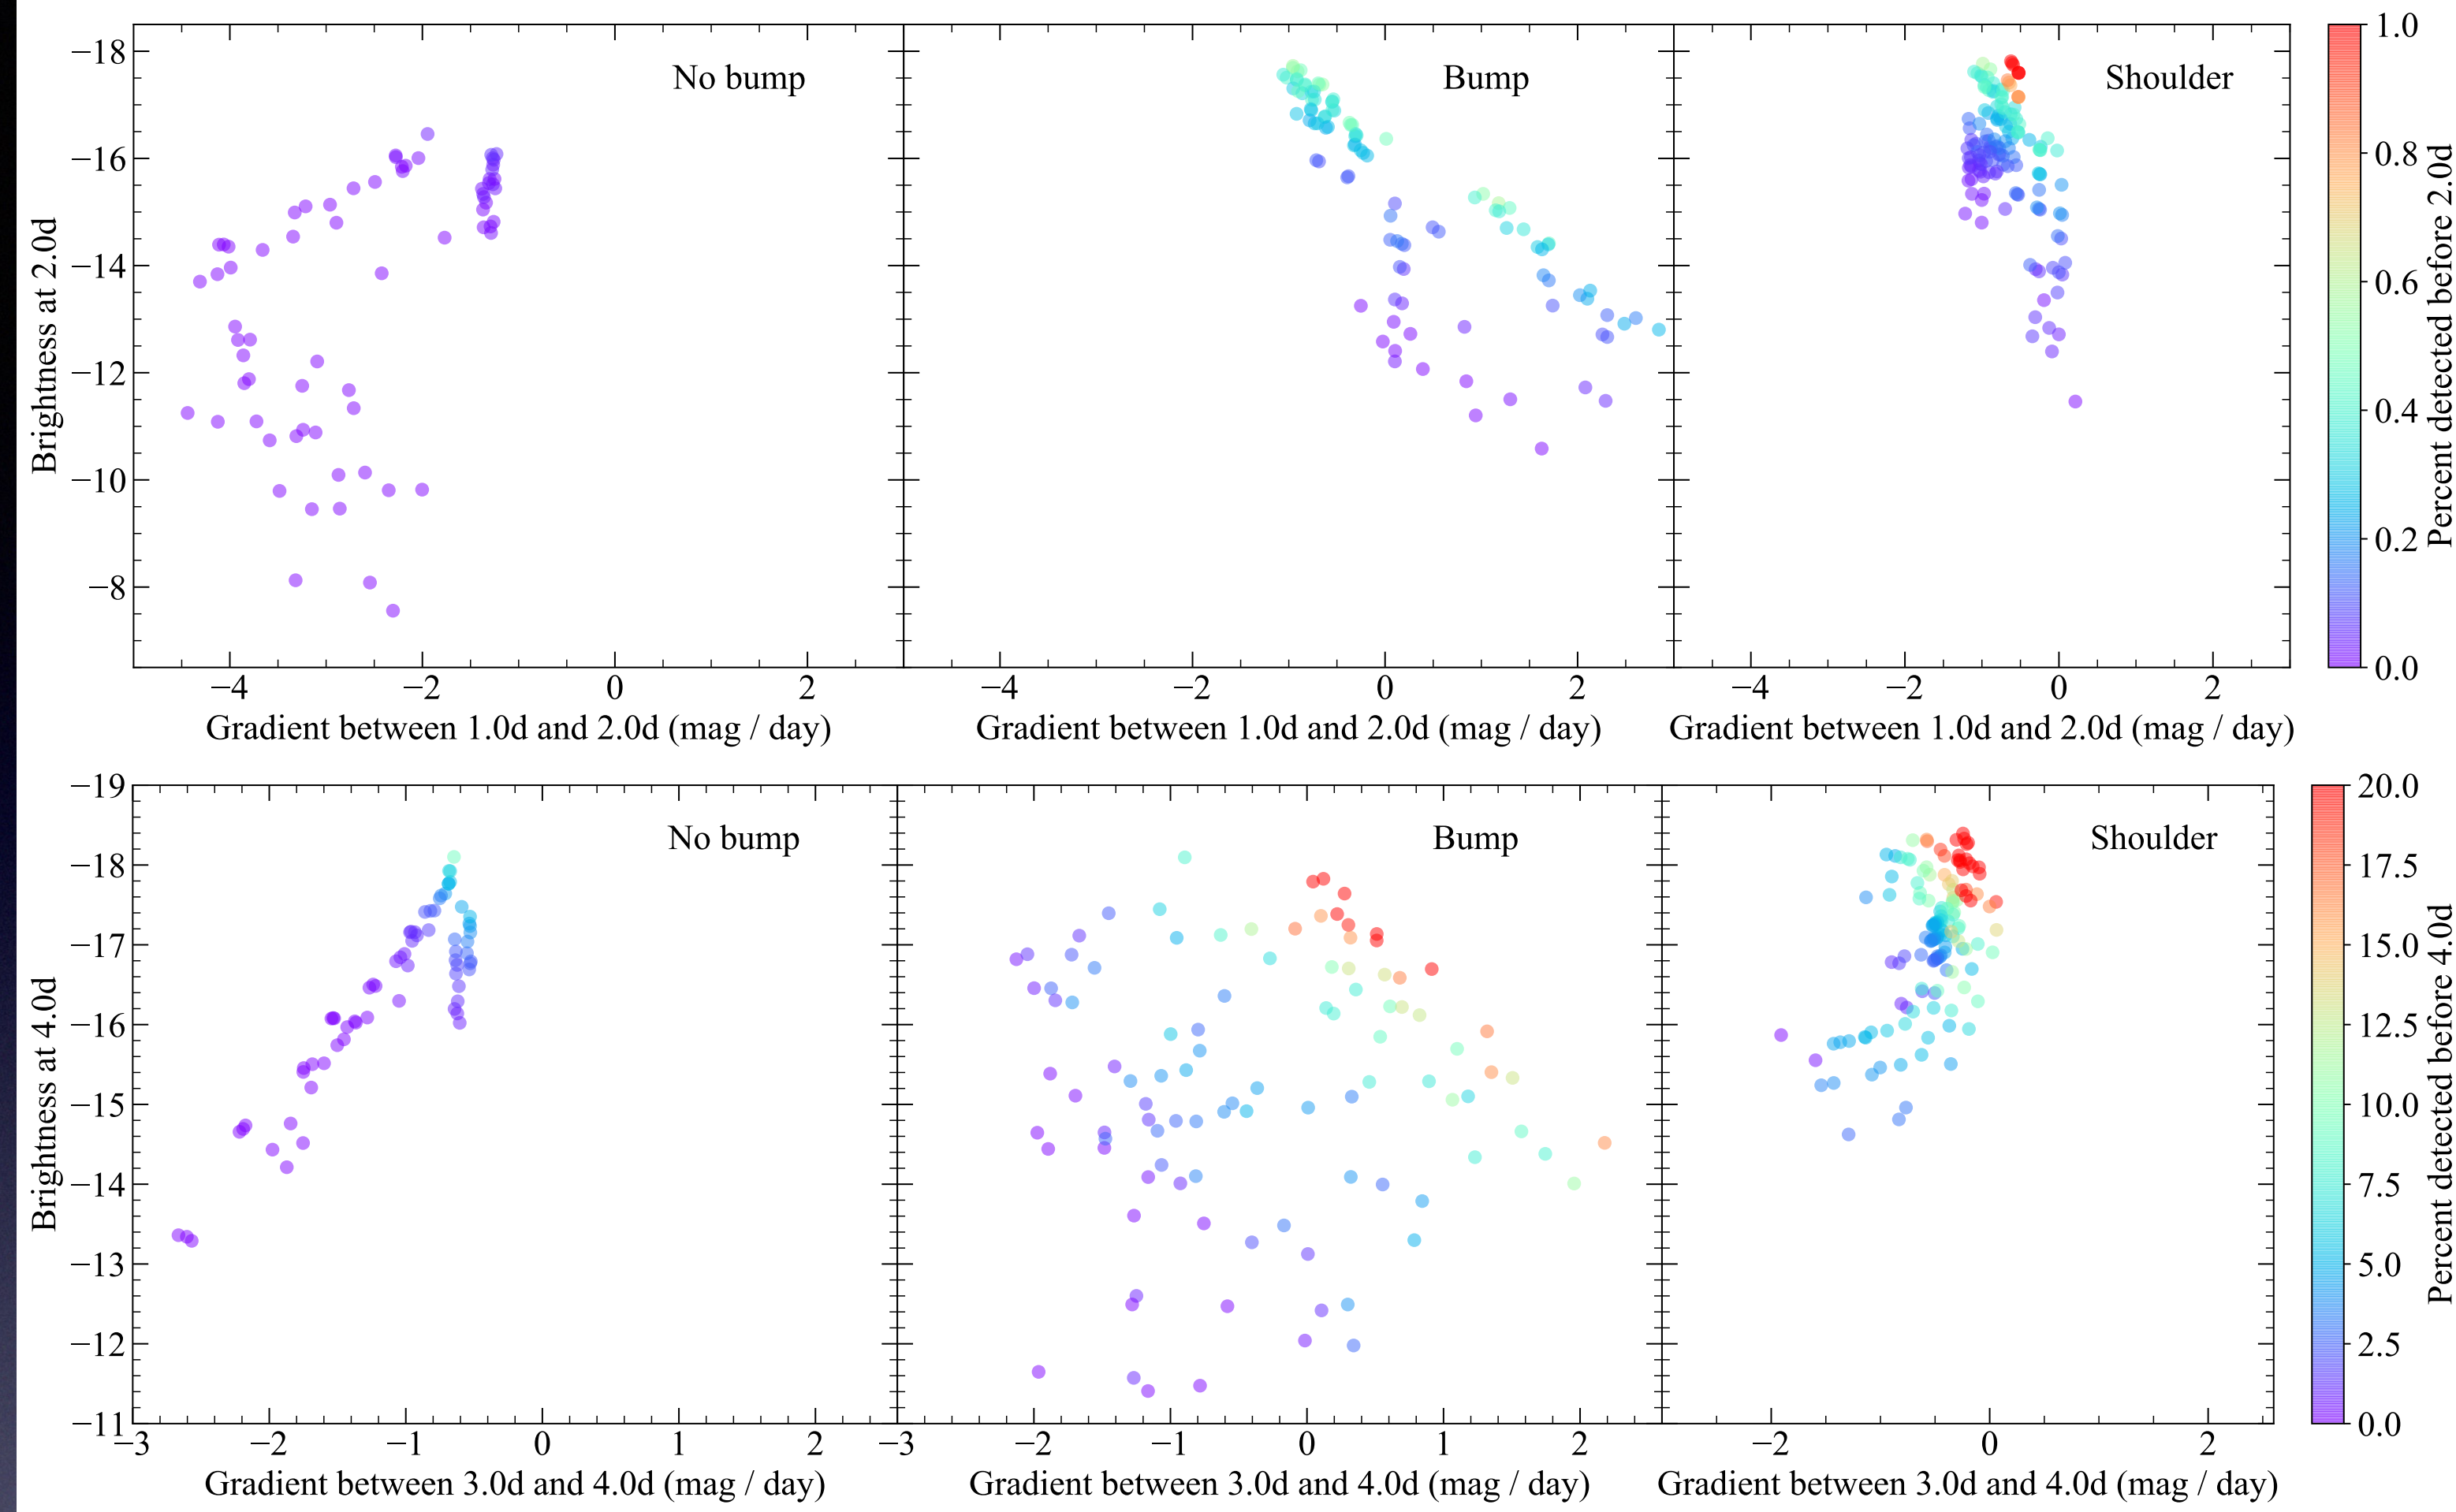 No bump
Bump
Shoulder
−18
−16
−14
−12
−10
−8
Brightness at 2.0d
−4 −2 0 2
−4 −2 0 2
−4 −2 0 2
Gradient between 1.0d and 2.0d (mag / day)
Gradient between 1.0d and 2.0d (mag / day)
Gradient between 1.0d and 2.0d (mag / day)
1.0
0.8
0.6
0.4
0.2
0.0
Percent detected before 2.0d
No bump
Bump
Shoulder
−19
−18
−17
−16
−15
−14
−13
−12
−11
Brightness at 4.0d
−3 −2 −1 0 1 2
−3 −2 −1 0 1 2
−2 0 2
Gradient between 3.0d and 4.0d (mag / day)
Gradient between 3.0d and 4.0d (mag / day)
Gradient between 3.0d and 4.0d (mag / day)
20.0
17.5
15.0
12.5
10.0
7.5
5.0
2.5
0.0
Percent detected before 4.0d